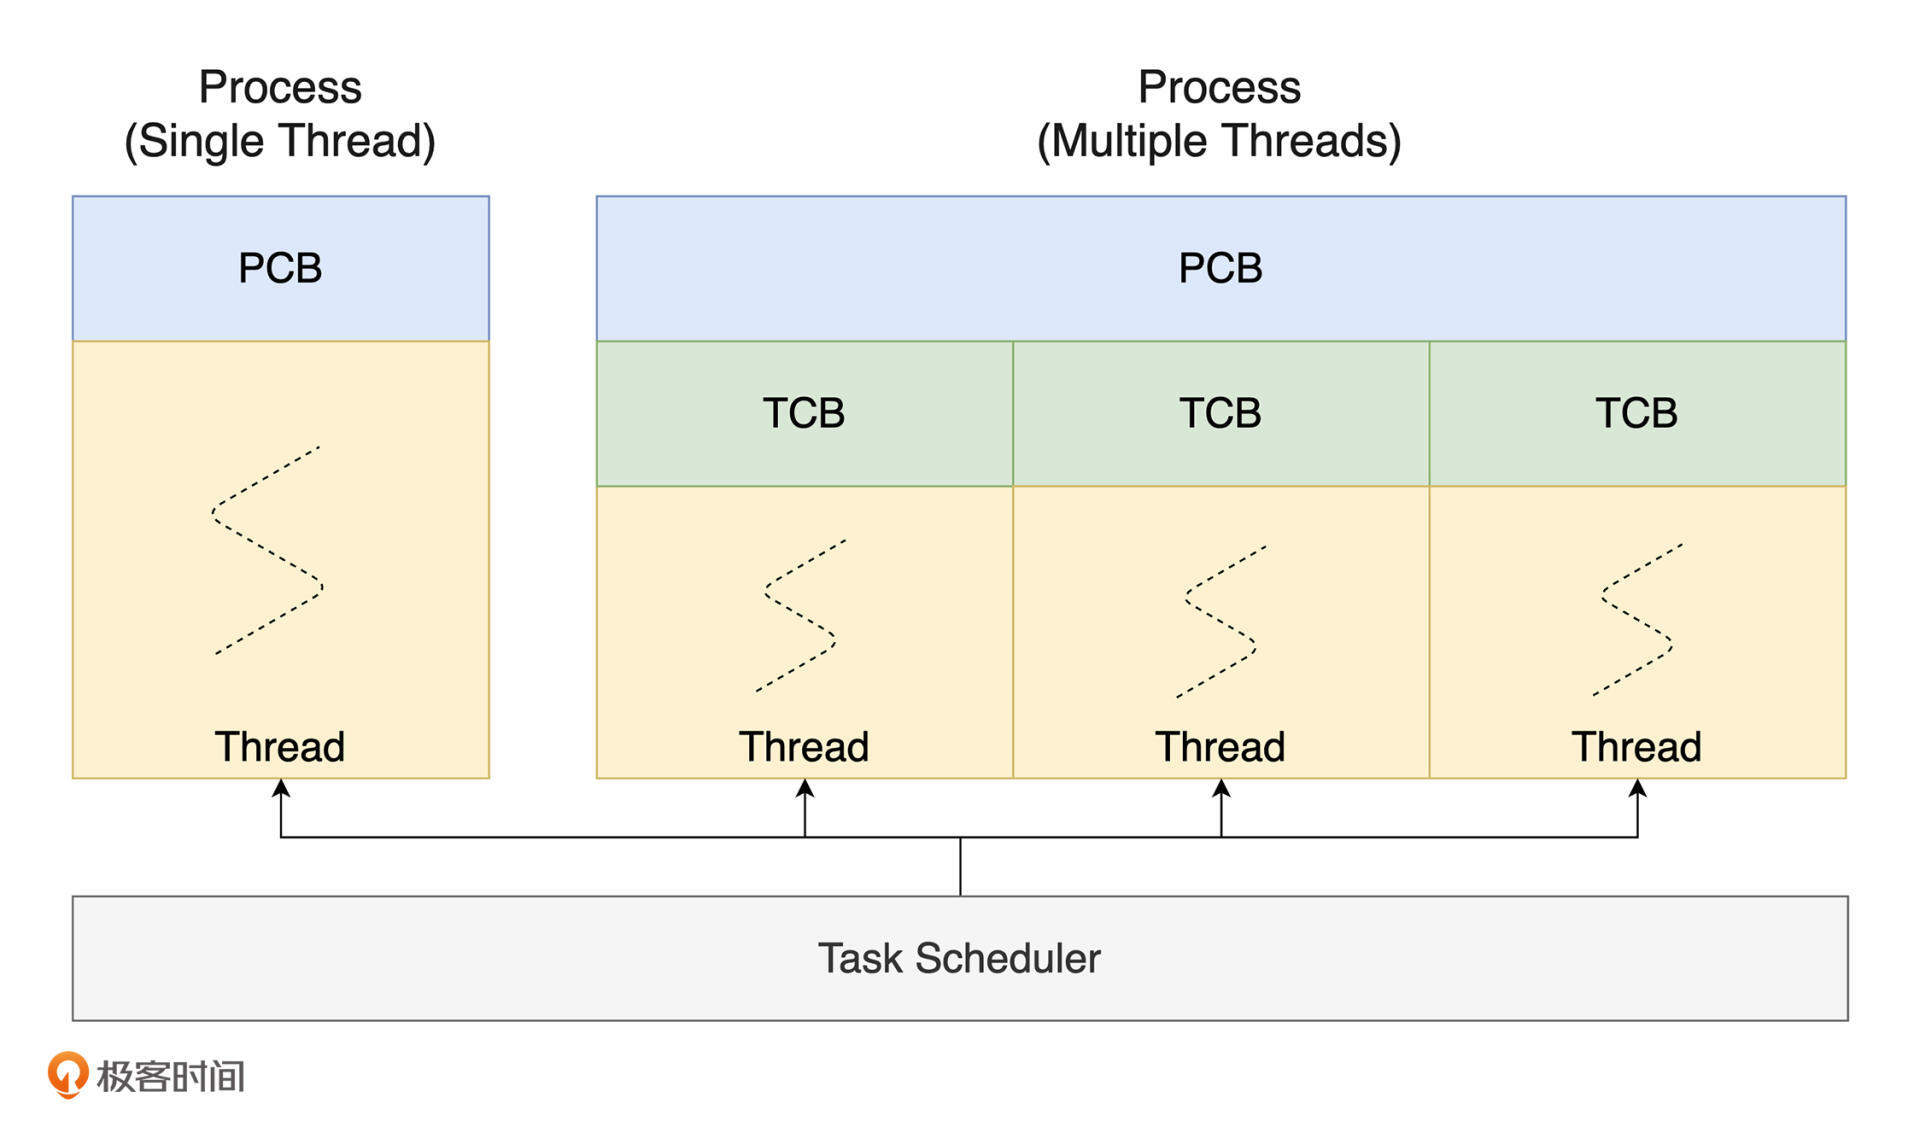 Process
(Single Thread)
Process
(Multiple Threads)
PCB
PCB
TCB
TCB
TCB
Thread
Thread
Thread
Thread
Task Scheduler
极客时间